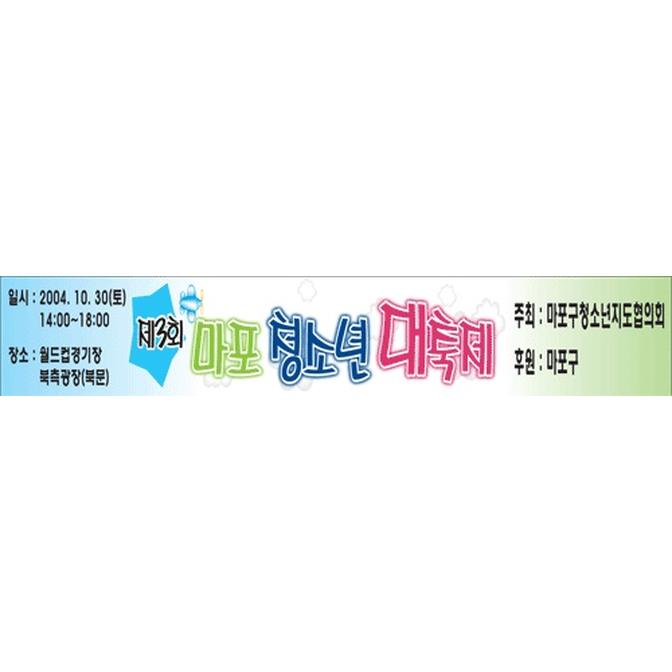 일시 : 2004. 10. 30(토)
14:00~18:00
장소 : 월드컵경기장
북측광장(북문)
제3회
마포 청소년 대축제
주최 : 마포구청소년지도협의회
후원 : 마포구